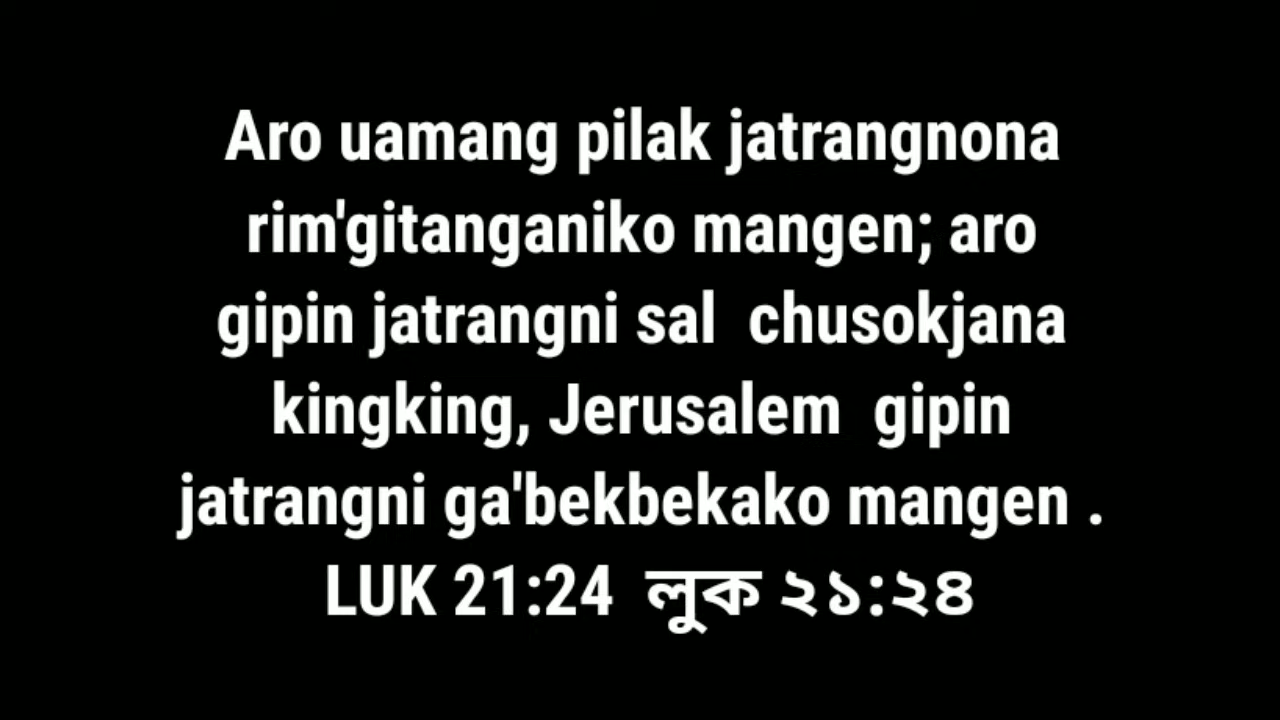 Aro uamang pilak jatrangnona
rim'gitanganiko mangen; aro
gipin jatrangni sal chusokjana
kingking, Jerusalem gipin
jatrangni ga'bekbekako mangen .
LUK 21:24 লুক ২১:২৪